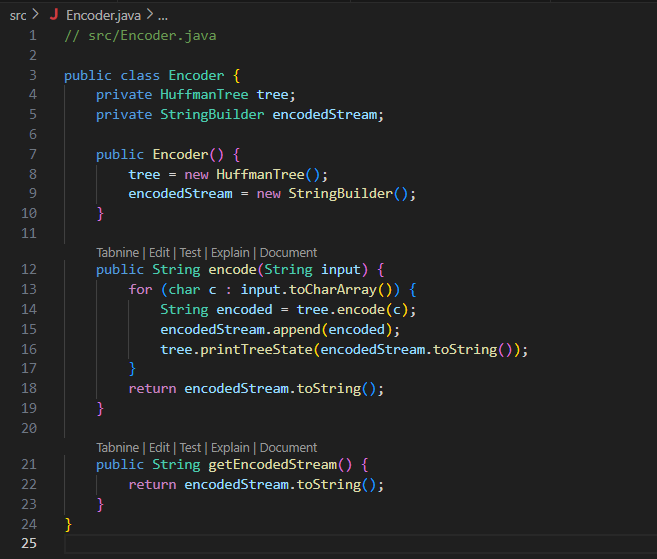 src > J Encoder.java > ...
1 // src/Encoder.java
2
3 public class Encoder {
4     private HuffmanTree tree;
5     private StringBuilder encodedStream;
6
7     public Encoder() {
8         tree = new HuffmanTree();
9         encodedStream = new StringBuilder();
10     }
11
Tabnine | Edit | Test | Explain | Document
12     public String encode(String input) {
13         for (char c : input.toCharArray()) {
14             String encoded = tree.encode(c);
15             encodedStream.append(encoded);
16             tree.printTreeState(encodedStream.toString());
17         }
18         return encodedStream.toString();
19     }
20
Tabnine | Edit | Test | Explain | Document
21     public String getEncodedStream() {
22         return encodedStream.toString();
23     }
24 }
25